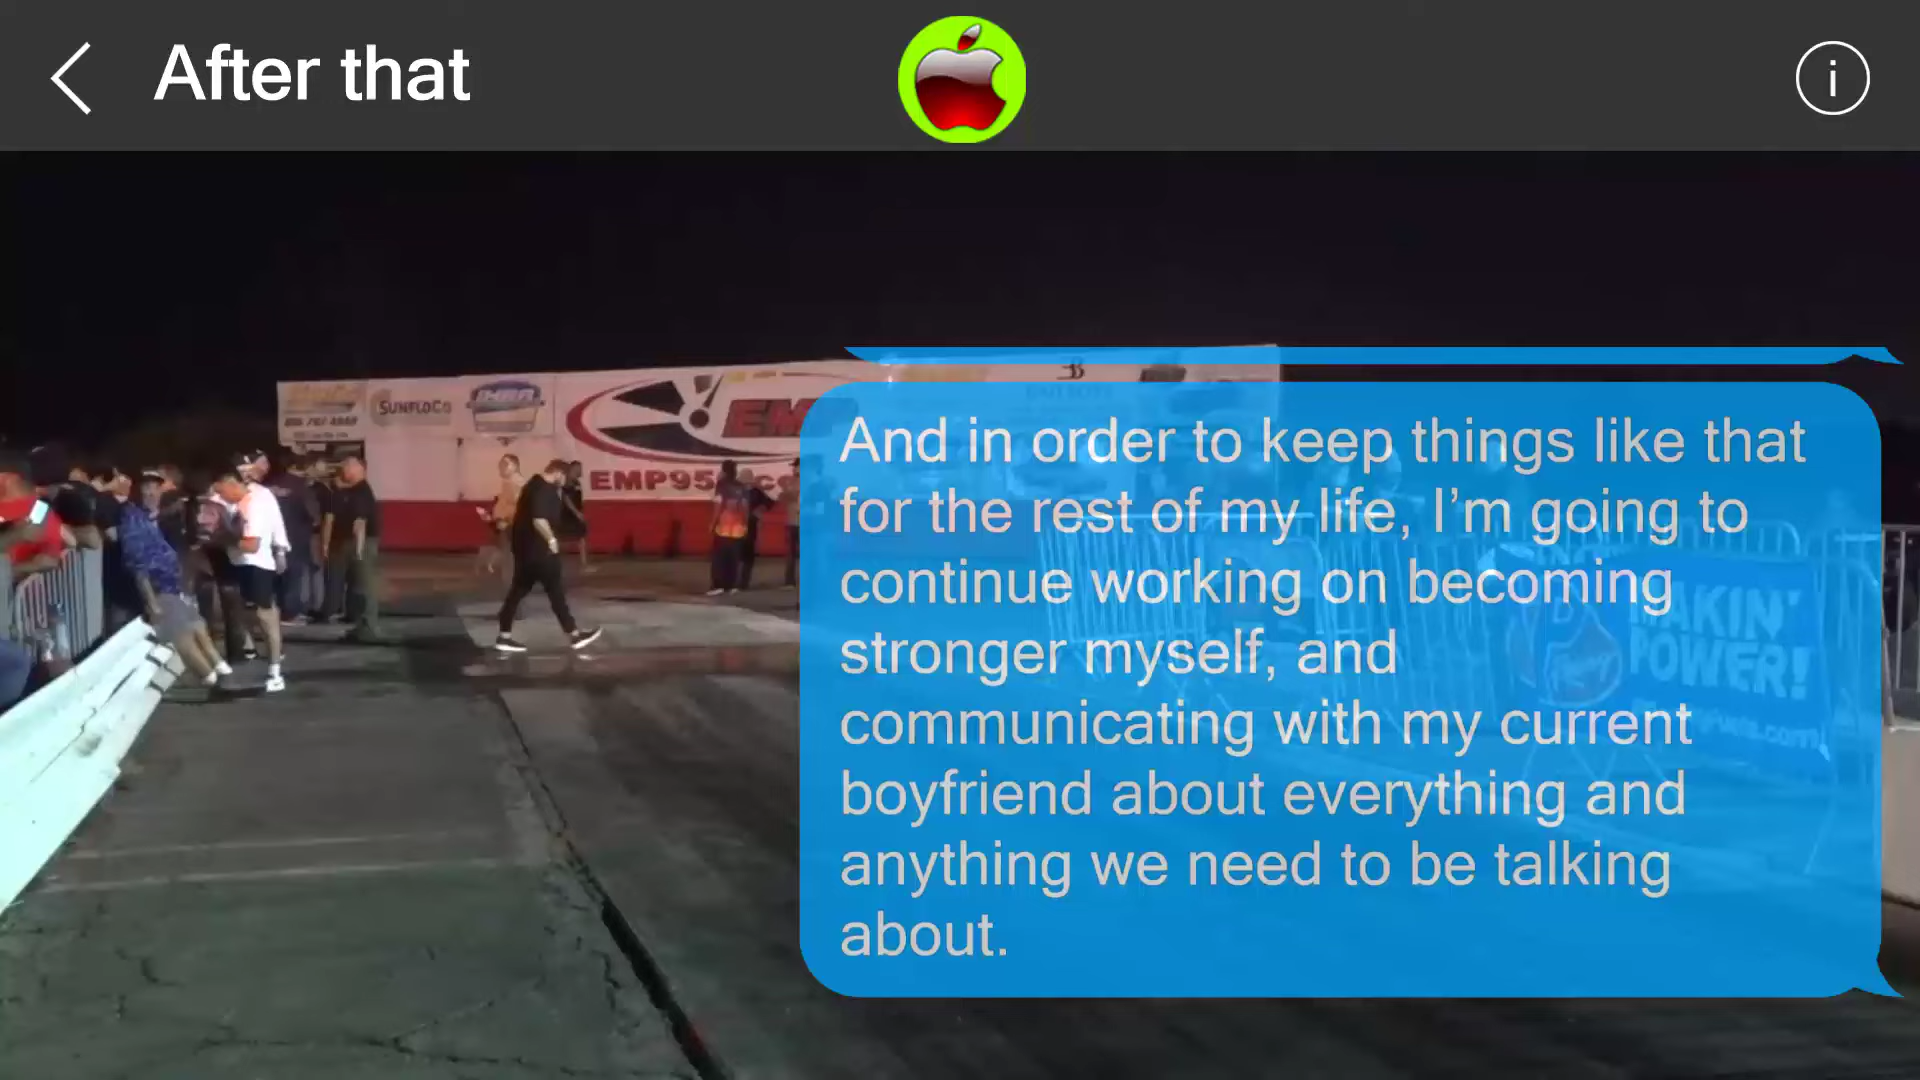 After that
i
SUNFLOCO
IHRA
EM
EMP95
And in order to keep things like that
for the rest of my life, I’m going to
continue working on becoming
stronger myself, and
communicating with my current
boyfriend about everything and
anything we need to be talking
about.
MAKIN'
POWER!